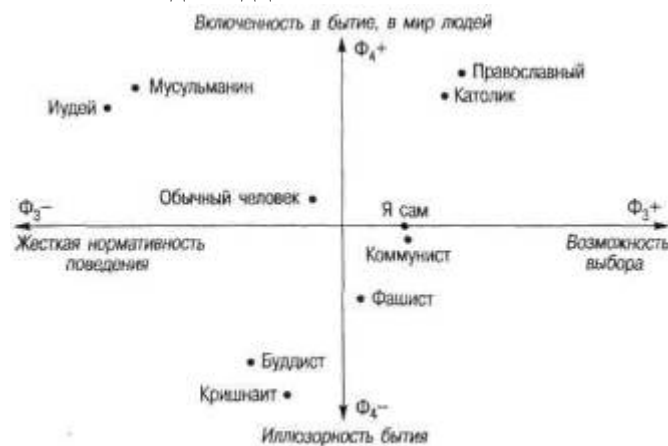 Включенность в бытие, в мир людей
Ф₄+
Православный
Мусульманин
Католик
Иудей
Обычный человек
Я сам
Ф₃−
Ф₃+
Жесткая нормативность
поведения
Коммунист
Возможность
выбора
Фашист
Буддист
Кришнаит
Ф₄−
Иллюзорность бытия